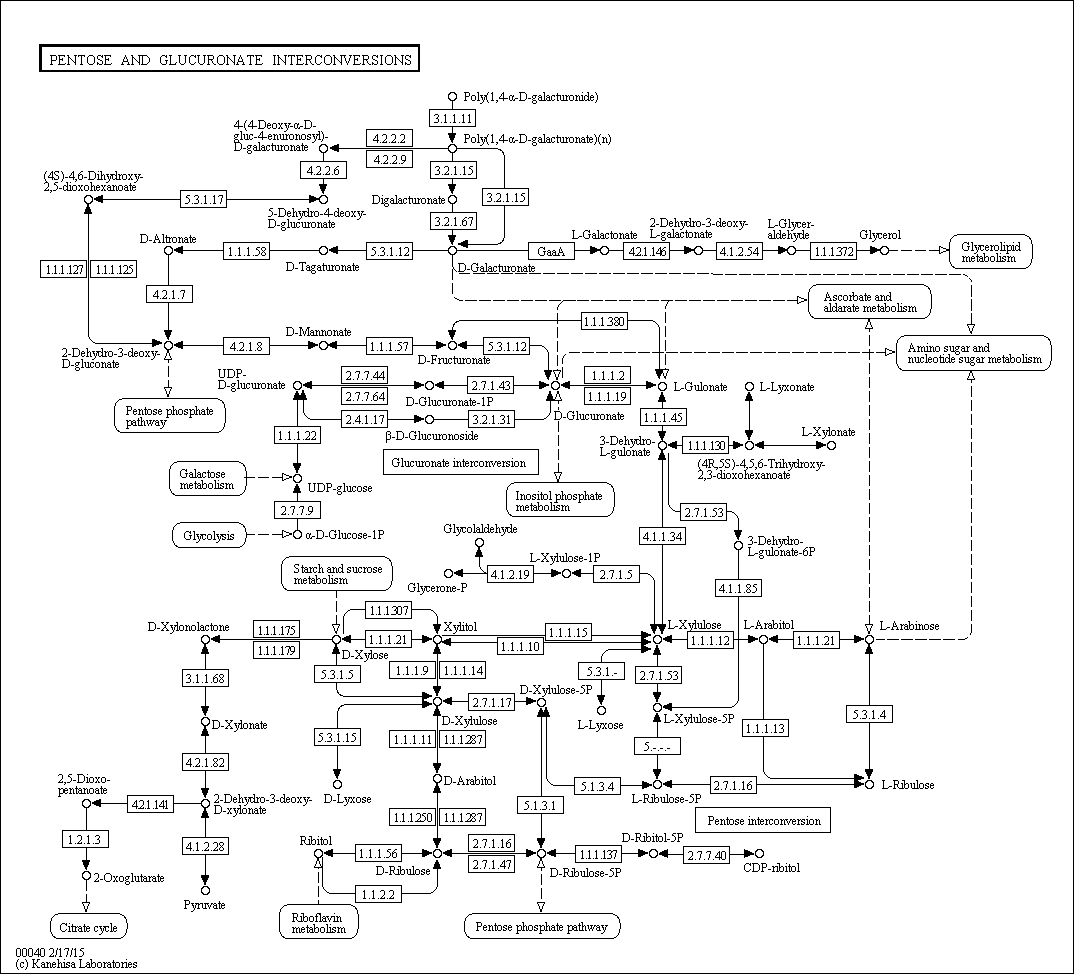 PENTOSE AND GLUCURONATE INTERCONVERSIONS
Poly(1,4-α-D-galacturonide)
3.1.1.11
4-(4-Deoxy-α-D-
gluc-4-enuronosyl)-
D-galacturonate
4.2.2.2
4.2.2.9
Poly(1,4-α-D-galacturonate)(n)
4.2.2.6
3.2.1.15
3.2.1.15
(4S)-4,6-Dihydroxy-
2,5-dioxohexanoate
5.3.1.17
Digalacturonate
5-Dehydro-4-deoxy-
D-glucuronate
3.2.1.67
D-Altronate
1.1.1.58
D-Tagaturonate
5.3.1.12
D-Galacturonate
GaaA
L-Galactonate
4.2.1.146
2-Dehydro-3-deoxy-
L-galactonate
4.1.2.54
L-Glycer-
aldehyde
1.1.1.372
Glycerol
Glycerolipid
metabolism
1.1.1.127
1.1.1.125
4.2.1.7
Ascorbate and
aldarate metabolism
1.1.1.380
2-Dehydro-3-deoxy-
D-gluconate
4.2.1.8
D-Mannonate
1.1.1.57
D-Fructuronate
5.3.1.12
Amino sugar and
nucleotide sugar metabolism
UDP-
D-glucuronate
2.7.7.44
2.7.7.64
D-Glucuronate-1P
2.7.1.43
D-Glucuronate
1.1.1.2
1.1.1.19
L-Gulonate
L-Lyxonate
Pentose phosphate
pathway
2.4.1.17
β-D-Glucuronoside
3.2.1.31
1.1.1.45
1.1.1.22
3-Dehydro-
L-gulonate
1.1.1.130
L-Xylonate
(4R,5S)-4,5,6-Trihydroxy-
2,3-dioxohexanoate
Glucuronate interconversion
Galactose
metabolism
UDP-glucose
Inositol phosphate
metabolism
2.7.7.9
2.7.1.53
Glycolysis
α-D-Glucose-1P
Glycolaldehyde
4.1.1.34
3-Dehydro-
L-gulonate-6P
Starch and sucrose
metabolism
Glycerone-P
4.1.2.19
L-Xylulose-1P
2.7.1.5
4.1.1.85
1.1.1.307
D-Xylonolactone
1.1.1.175
1.1.1.179
D-Xylose
1.1.1.21
Xylitol
1.1.1.15
1.1.1.10
L-Xylulose
1.1.1.12
L-Arabitol
1.1.1.21
L-Arabinose
3.1.1.68
5.3.1.5
1.1.1.9
1.1.1.14
5.3.1.-
2.7.1.53
D-Xylulose
2.7.1.17
D-Xylulose-5P
L-Lyxose
L-Xylulose-5P
D-Xylonate
5.3.1.15
1.1.1.11
1.1.1.287
5.-.-.-
1.1.1.13
5.3.1.4
4.2.1.82
D-Lyxose
D-Arabitol
5.1.3.4
L-Ribulose-5P
2.7.1.16
L-Ribulose
2,5-Dioxo-
pentanoate
4.2.1.141
2-Dehydro-3-deoxy-
D-xylonate
5.1.3.1
1.1.1.250
1.1.1.287
Pentose interconversion
1.2.1.3
4.1.2.28
Ribitol
1.1.1.56
D-Ribulose
2.7.1.16
2.7.1.47
D-Ribulose-5P
1.1.1.137
D-Ribitol-5P
2.7.7.40
CDP-ribitol
2-Oxoglutarate
1.1.2.2
Pyruvate
Citrate cycle
Riboflavin
metabolism
Pentose phosphate pathway
00040 2/17/15
(c) Kanehisa Laboratories